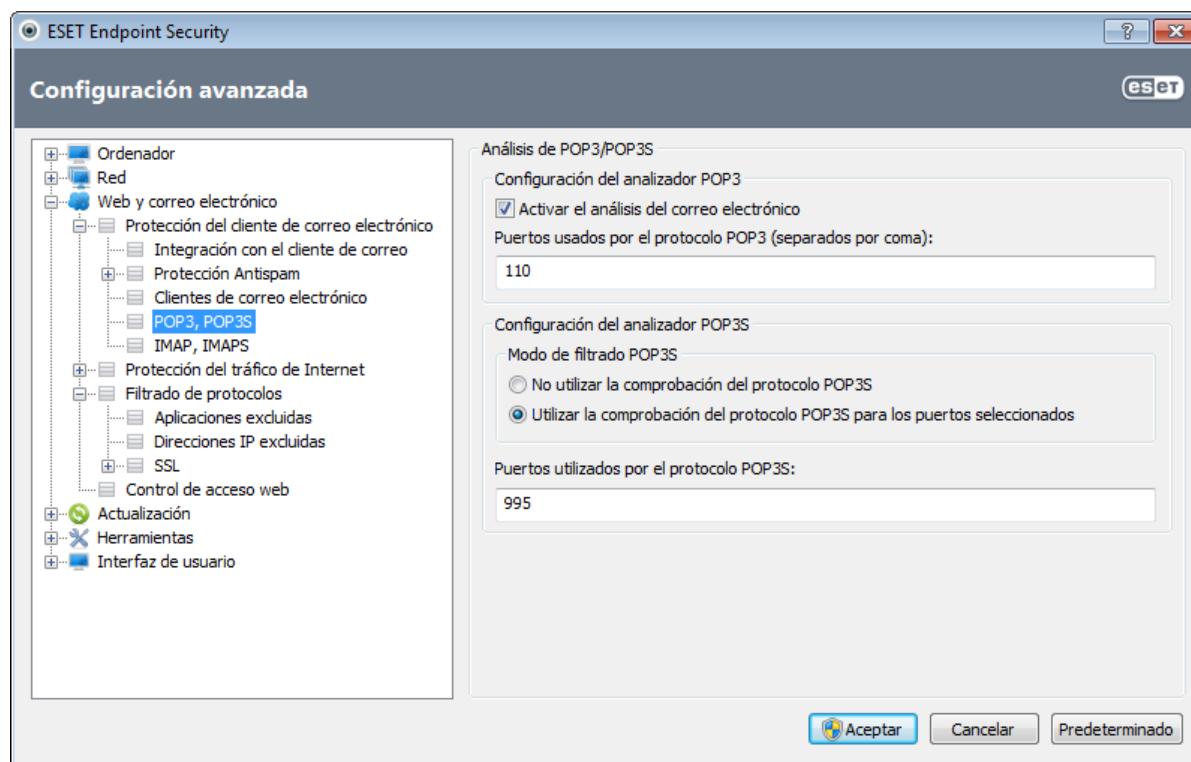 ESET Endpoint Security
Configuración avanzada
eseT
Ordenador
Red
Web y correo electrónico
Protección del cliente de correo electrónico
Integración con el cliente de correo
Protección Antispam
Clientes de correo electrónico
POP3, POP3S
IMAP, IMAPS
Protección del tráfico de Internet
Filtrado de protocolos
Aplicaciones excluidas
Direcciones IP excluidas
SSL
Control de acceso web
Actualización
Herramientas
Interfaz de usuario
Análisis de POP3/POP3S
Configuración del analizador POP3
Activar el análisis del correo electrónico
Puertos usados por el protocolo POP3 (separados por coma):
110
Configuración del analizador POP3S
Modo de filtrado POP3S
No utilizar la comprobación del protocolo POP3S
Utilizar la comprobación del protocolo POP3S para los puertos seleccionados
Puertos utilizados por el protocolo POP3S:
995
Aceptar
Cancelar
Predeterminado